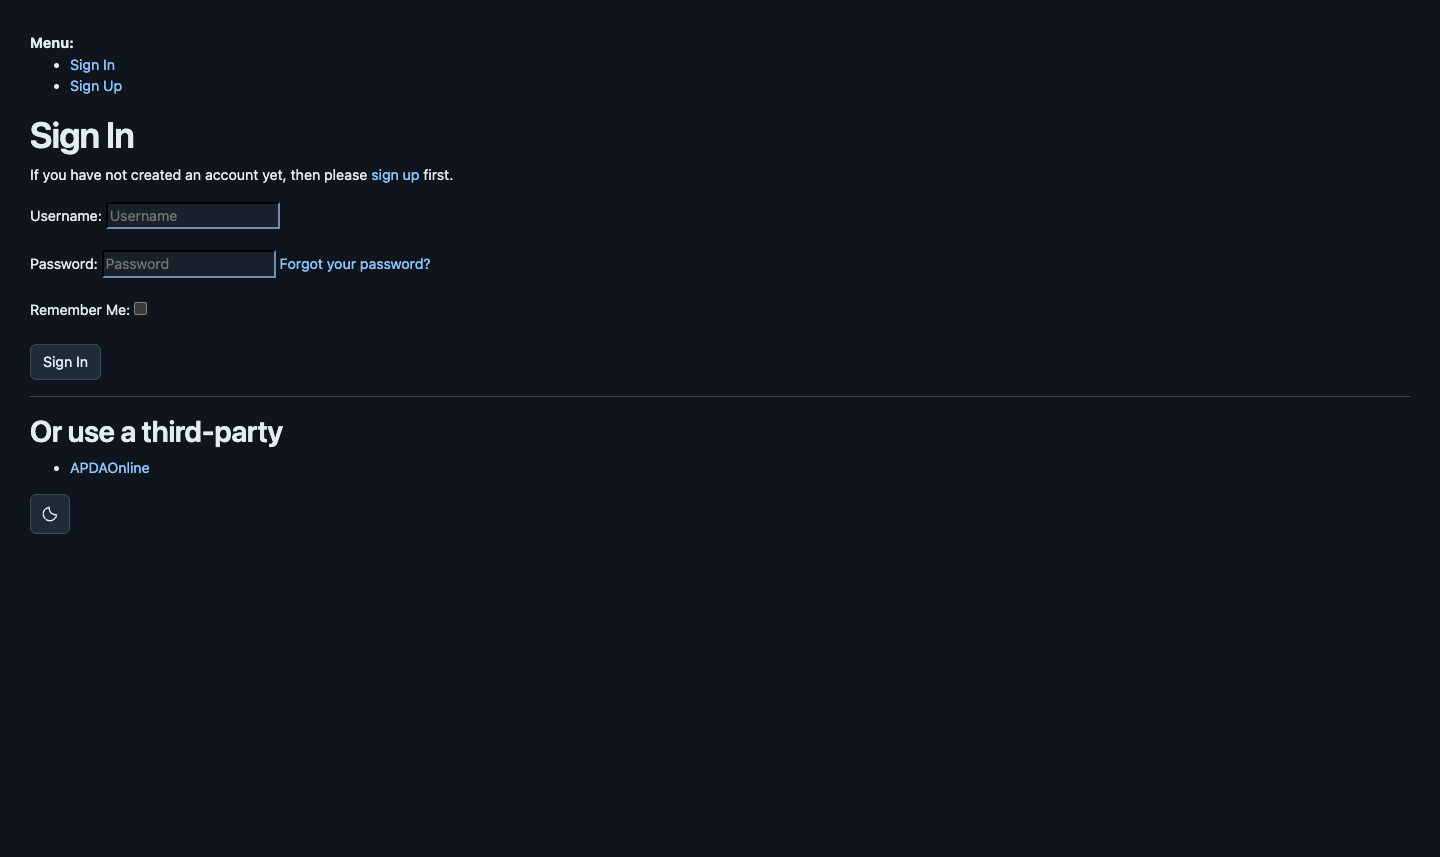 Menu:
Sign In
Sign Up
Sign In
If you have not created an account yet, then please sign up first.
Username: Username
Password: Password Forgot your password?
Remember Me:
Sign In
Or use a third-party
APDAOnline